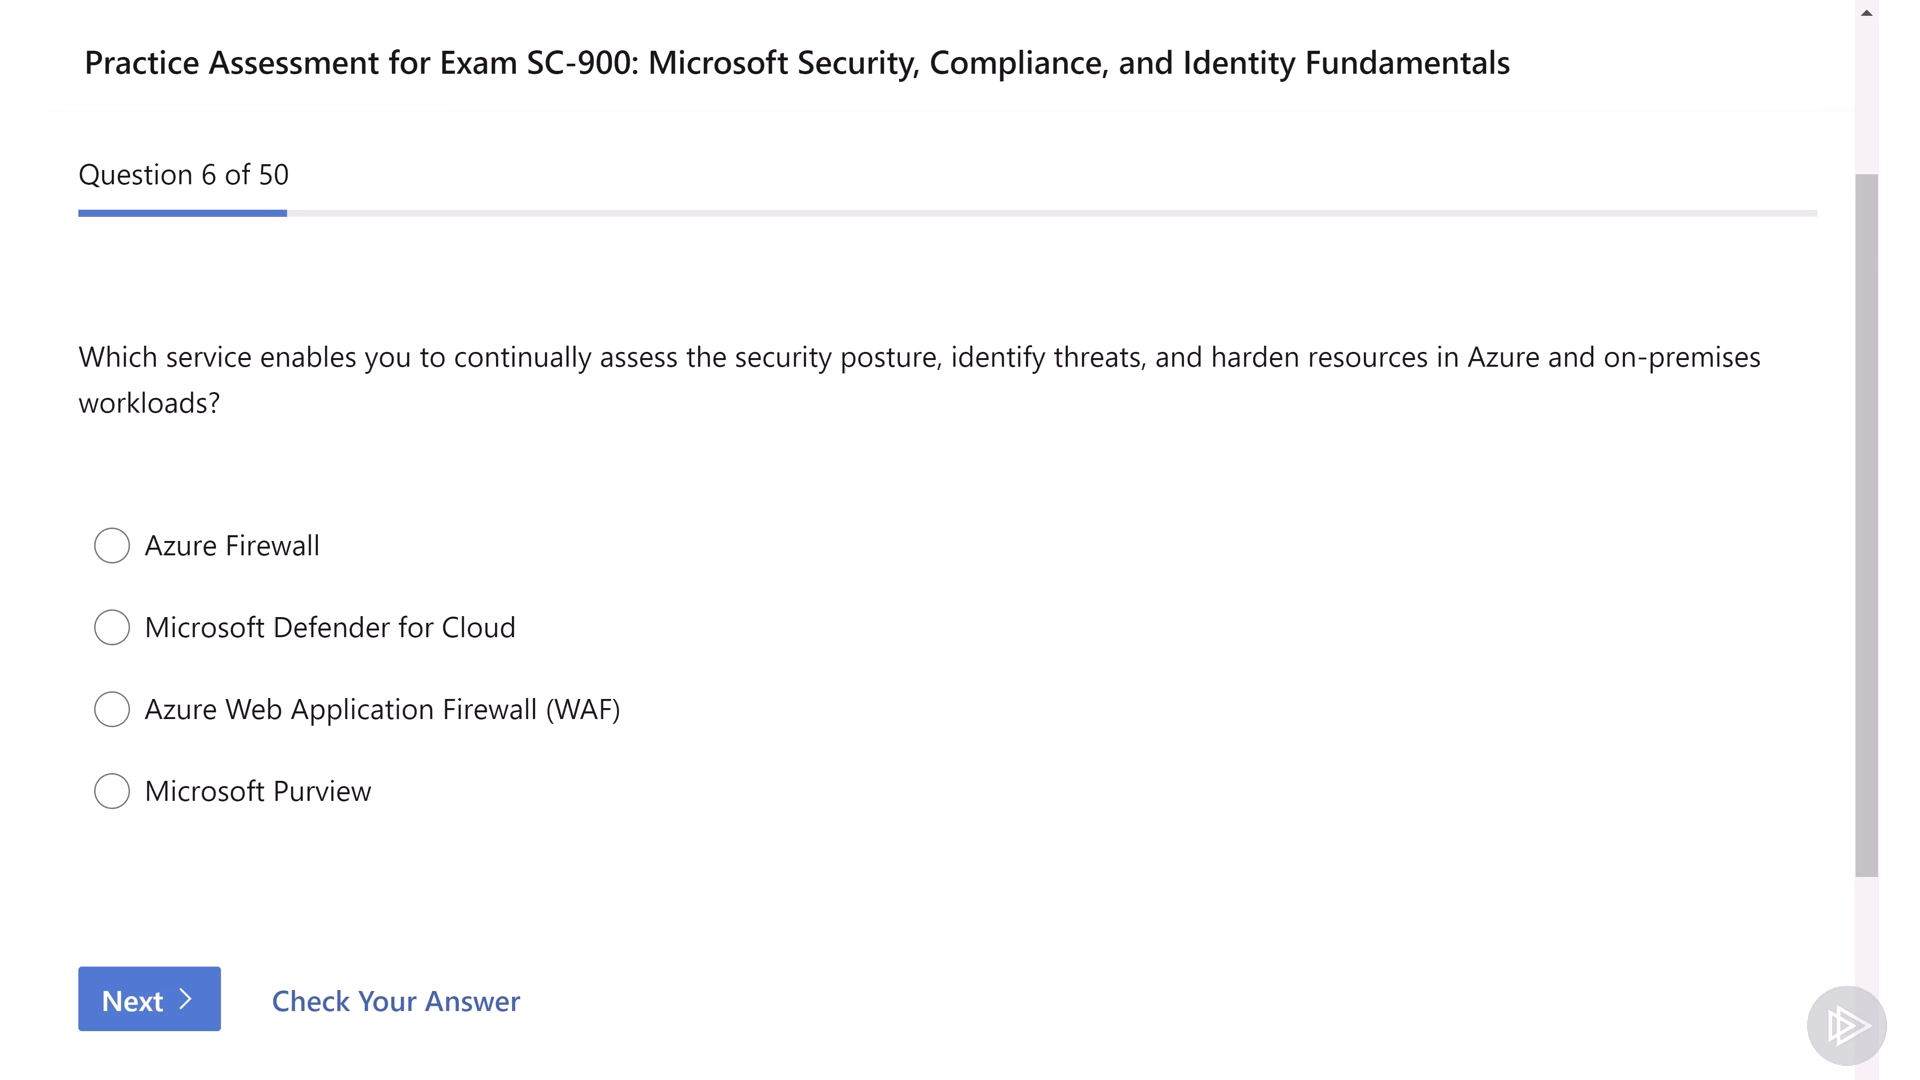 Practice Assessment for Exam SC-900: Microsoft Security, Compliance, and Identity Fundamentals
Question 6 of 50
Which service enables you to continually assess the security posture, identify threats, and harden resources in Azure and on-premises
workloads?
Azure Firewall
Microsoft Defender for Cloud
Azure Web Application Firewall (WAF)
Microsoft Purview
Next
Check Your Answer